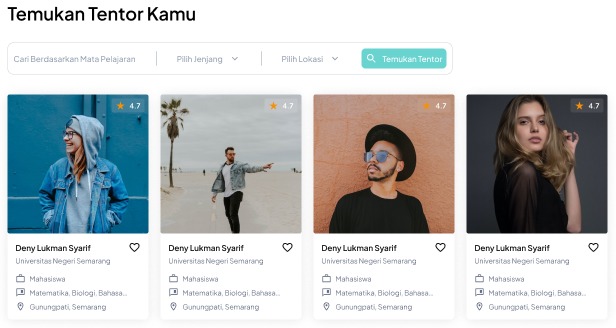 Temukan Tentor Kamu
Cari Berdasarkan Mata Pelajaran
Pilih Jenjang
Pilih Lokasi
Temukan Tentor
4.7
4.7
4.7
4.7
Deny Lukman Syarif
Universitas Negeri Semarang
Mahasiswa
Matematika, Biologi, Bahasa...
Gunungpati, Semarang
Deny Lukman Syarif
Universitas Negeri Semarang
Mahasiswa
Matematika, Biologi, Bahasa...
Gunungpati, Semarang
Deny Lukman Syarif
Universitas Negeri Semarang
Mahasiswa
Matematika, Biologi, Bahasa...
Gunungpati, Semarang
Deny Lukman Syarif
Universitas Negeri Semarang
Mahasiswa
Matematika, Biologi, Bahasa...
Gunungpati, Semarang